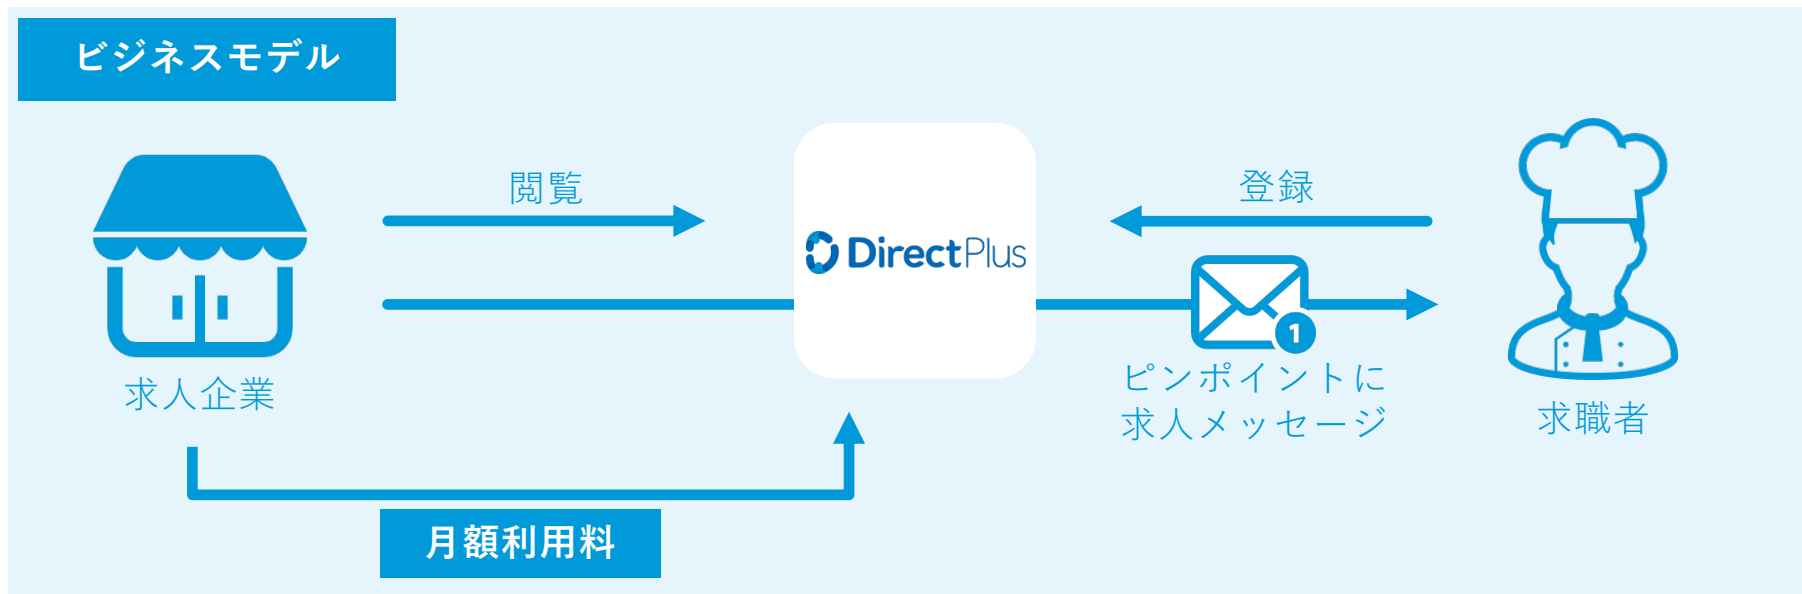 ビジネスモデル
閲覧
登録
DirectPlus
1
ピンポイントに
求人メッセージ
求人企業
求職者
月額利用料